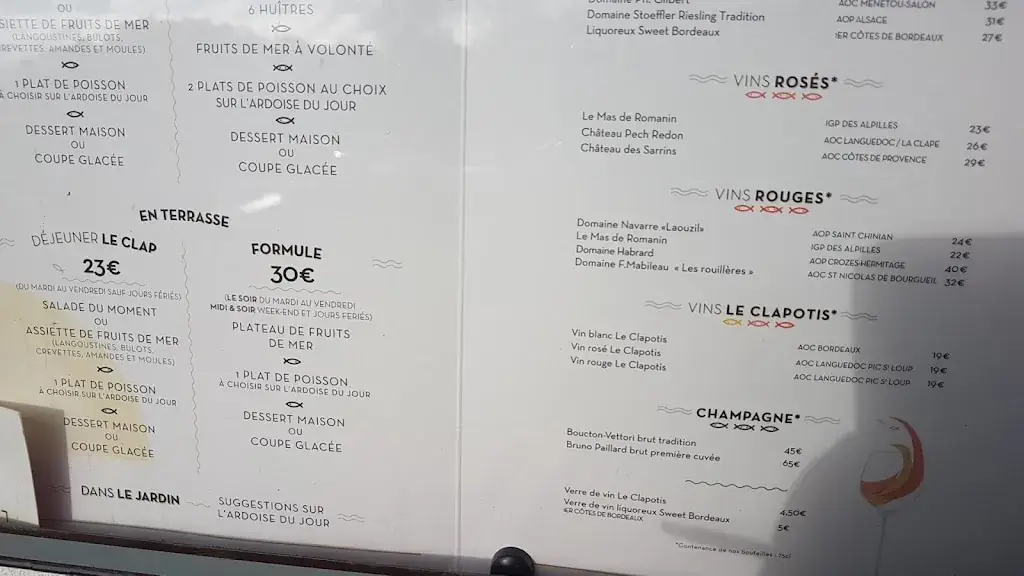 OU
6 HUÎTRES
FRUITS DE MER
(LANGOUSTINES, BULOTS,
CREVETTES, AMANDES ET MOULES)
FRUITS DE MER À VOLONTÉ
1 PLAT DE POISSON
À CHOISIR SUR L'ARDOISE DU JOUR
2 PLATS DE POISSON AU CHOIX
SUR L'ARDOISE DU JOUR
DESSERT MAISON
OU
COUPE GLACÉE
DESSERT MAISON
OU
COUPE GLACÉE
EN TERRASSE
DÉJEUNER LE CLAP
23€
(DU MARDI AU VENDREDI SAUF JOURS FÉRIÉS)
SALADE DU MOMENT
OU
ASSIETTE DE FRUITS DE MER
(LANGOUSTINES, BULOTS,
CREVETTES, AMANDES ET MOULES)
1 PLAT DE POISSON
À CHOISIR SUR L'ARDOISE DU JOUR
DESSERT MAISON
OU
COUPE GLACÉE
FORMULE
30€
(LE SOIR DU MARDI AU VENDREDI
MIDI & SOIR WEEK-END ET JOURS FERIÉS)
PLATEAU DE FRUITS
DE MER
1 PLAT DE POISSON
À CHOISIR SUR L'ARDOISE DU JOUR
DESSERT MAISON
OU
COUPE GLACÉE
DANS LE JARDIN
SUGGESTIONS SUR
L'ARDOISE DU JOUR
AOC MENETOU-SALON 33€
Domaine Stoeffler Riesling Tradition AOP ALSACE 31€
Liquoreux Sweet Bordeaux 1ER CÔTES DE BORDEAUX 27€
VINS ROSÉS*
Le Mas de Romanin IGP DES ALPILLES 23€
Château Pech Redon AOC LANGUEDOC / LA CLAPE 26€
Château des Sarrins AOC CÔTES DE PROVENCE 29€
VINS ROUGES*
Domaine Navarre «Laouzil» AOP SAINT CHINIAN 24€
Le Mas de Romanin IGP DES ALPILLES 22€
Domaine Habrard AOP CROZES-HERMITAGE 40€
Domaine F.Mabileau « Les rouillères » AOC ST NICOLAS DE BOURGUEIL 32€
VINS LE CLAPOTIS*
Vin blanc Le Clapotis AOC BORDEAUX 19€
Vin rosé Le Clapotis AOC LANGUEDOC PIC ST LOUP 19€
Vin rouge Le Clapotis AOC LANGUEDOC PIC ST LOUP 19€
CHAMPAGNE*
Boucton-Vettori brut tradition 45€
Bruno Paillard brut première cuvée 65€
Verre de vin Le Clapotis 4,50€
Verre de vin liquoreux Sweet Bordeaux 5€
1ER CÔTES DE BORDEAUX
*Contenance de nos bouteilles : 75cl